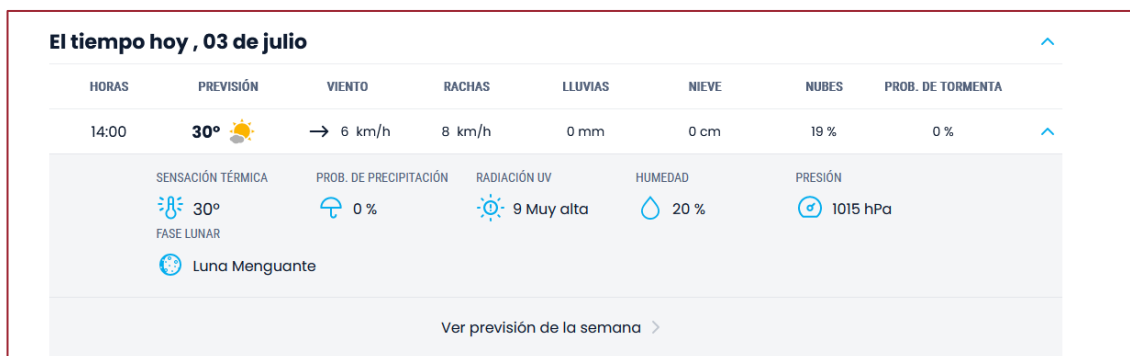 El tiempo hoy , 03 de julio
HORAS PREVISIÓN VIENTO RACHAS LLUVIAS NIEVE NUBES PROB. DE TORMENTA
14:00 30º → 6 km/h 8 km/h 0 mm 0 cm 19 % 0 %
SENSACIÓN TÉRMICA PROB. DE PRECIPITACIÓN RADIACIÓN UV HUMEDAD PRESIÓN
30º 0 % 9 Muy alta 20 % 1015 hPa
FASE LUNAR
Luna Menguante
Ver previsión de la semana